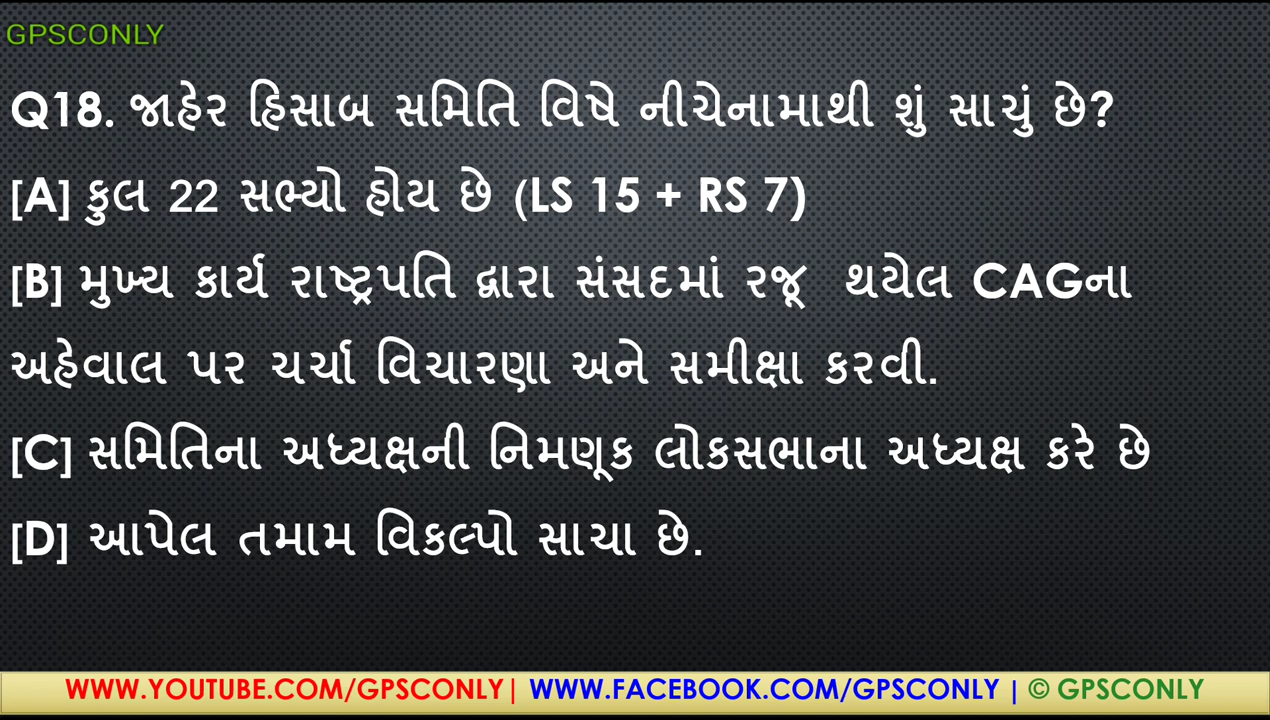 GPSCONLY
Q18. જાહેર હિસાબ સમિતિ વિષે નીચેનામાથી શું સાચું છે?
[A] કુલ 22 સભ્યો હોય છે (LS 15 + RS 7)
[B] મુખ્ય કાર્ય રાષ્ટ્રપતિ દ્વારા સંસદમાં રજૂ થયેલ CAGના
અહેવાલ પર ચર્ચા વિચારણા અને સમીક્ષા કરવી.
[C] સમિતિના અધ્યક્ષની નિમણૂક લોકસભાના અધ્યક્ષ કરે છે
[D] આપેલ તમામ વિકલ્પો સાચા છે.
WWW.YOUTUBE.COM/GPSCONLY| WWW.FACEBOOK.COM/GPSCONLY | © GPSCONLY